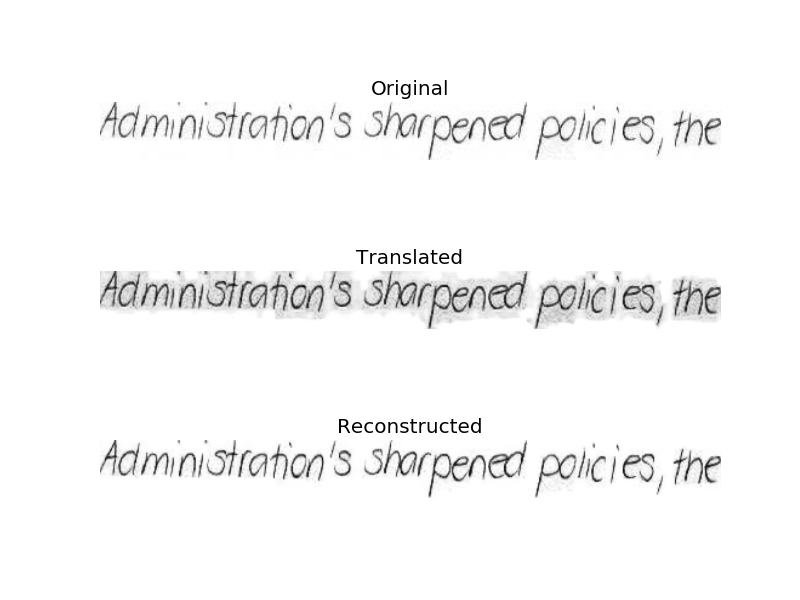 Original
Administration's sharpened policies, the
Translated
Administration's sharpened policies, the
Reconstructed
Administration's sharpened policies, the